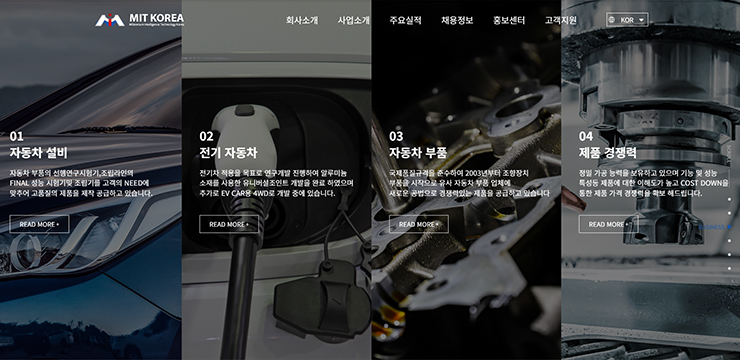 MIT KOREA
회사소개
사업소개
주요실적
채용정보
홍보센터
고객지원
KOR
01
자동차 설비
자동차 부품의 선행연구시험기,조립라인의
FINAL 성능 시험기및 조립기를 고객의 NEED에
맞추어 고품질의 제품을 제작 공급하고 있습니다.
READ MORE +
02
전기 자동차
전기차 적용을 목표로 연구개발 진행하여 알루미늄
소재를 사용한 유니버설조인트 개발을 완료 하였으며
추가로 EV CAR용 4WD로 개발 중에 있습니다.
READ MORE +
03
자동차 부품
국제품질규격을 준수하여 2003년부터 조향장치
부품을 시작으로 유사 자동차 부품 업체에
새로운 공법으로 경쟁력있는 제품을 공급하고 있습니다
READ MORE +
04
제품 경쟁력
정밀 가공 능력을 보유하고 있으며 기능 및 성능
특성등 제품에 대한 이해도가 높고 COST DOWN을
통한 제품 가격 경쟁력을 확보 헤드립니다.
READ MORE +
BUSINESS